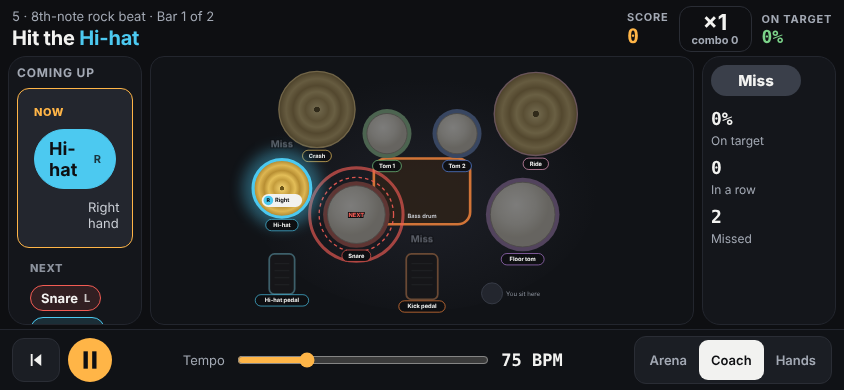 5 · 8th-note rock beat · Bar 1 of 2
Hit the Hi-hat
SCORE
0
×1
combo 0
ON TARGET
0%
COMING UP
NOW
Hi-
hat
R
Right
hand
NEXT
Snare L
Miss
Crash
Tom 1
Tom 2
Ride
R Right
Hi-hat
NEXT
Snare
Bass drum
Miss
Floor tom
Hi-hat pedal
Kick pedal
You sit here
Miss
0%
On target
0
In a row
2
Missed
Tempo
75 BPM
Arena
Coach
Hands